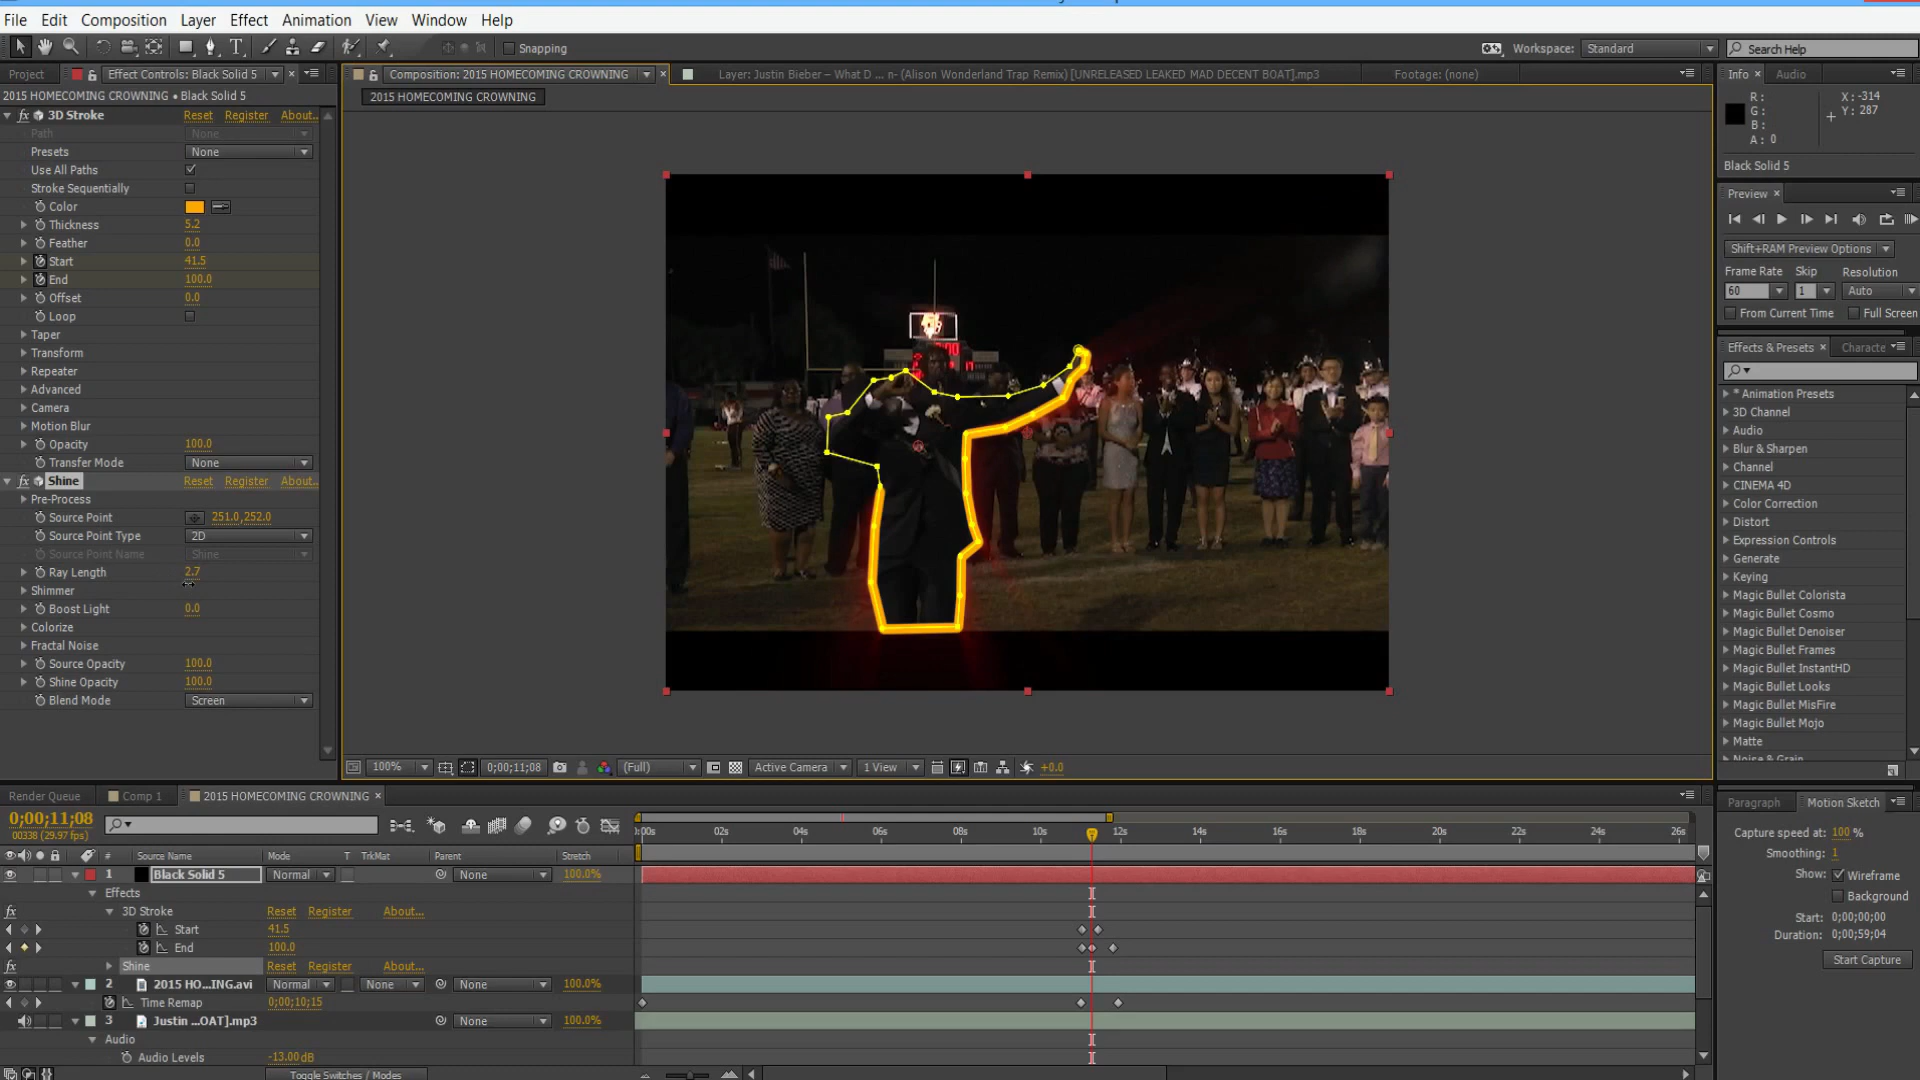 File Edit Composition Layer Effect Animation View Window Help
Snapping Workspace: Standard Search Help
Project Effect Controls: Black Solid 5 Composition: 2015 HOMECOMING CROWNING Layer: Justin Bieber – What D ... n- (Alison Wonderland Trap Remix) [UNRELEASED LEAKED MAD DECENT BOAT].mp3 Footage: (none) Info Audio
2015 HOMECOMING CROWNING • Black Solid 5 2015 HOMECOMING CROWNING
R: X: -314
G: Y: 287
B:
A: 0
Black Solid 5
3D Stroke Reset Register About...
Path None
Presets None
Use All Paths
Stroke Sequentially
Color
Thickness 5.2
Feather 0.0
Start 41.5
End 100.0
Offset 0.0
Loop
Taper
Transform
Repeater
Advanced
Camera
Motion Blur
Opacity 100.0
Transfer Mode None
Shine Reset Register About...
Pre-Process
Source Point 251.0,252.0
Source Point Type 2D
Source Point Name Shine
Ray Length 2.7
Shimmer
Boost Light 0.0
Colorize
Fractal Noise
Source Opacity 100.0
Shine Opacity 100.0
Blend Mode Screen
Preview
Shift+RAM Preview Options
Frame Rate Skip Resolution
60 1 Auto
From Current Time Full Screen
Effects & Presets Characte
* Animation Presets
3D Channel
Audio
Blur & Sharpen
Channel
CINEMA 4D
Color Correction
Distort
Expression Controls
Generate
Keying
Magic Bullet Colorista
Magic Bullet Cosmo
Magic Bullet Denoiser
Magic Bullet Frames
Magic Bullet InstantHD
Magic Bullet Looks
Magic Bullet MisFire
Magic Bullet Mojo
Matte
Noise & Grain
100% 0;00;11;08 (Full) Active Camera 1 View +0.0
Render Queue Comp 1 2015 HOMECOMING CROWNING
0;00;11;08
00338 (29.97 fps)
0:00s 02s 04s 06s 08s 10s 12s 14s 16s 18s 20s 22s 24s 26s
# Source Name Mode T TrkMat Parent Stretch
1 Black Solid 5 Normal None 100.0%
Effects
3D Stroke Reset Register About...
Start 41.5
End 100.0
Shine Reset Register About...
2 2015 HO...ING.avi Normal None None 100.0%
Time Remap 0;00;10;15
3 Justin ...OAT].mp3 None 100.0%
Audio
Audio Levels -13.00 dB
Toggle Switches / Modes
Paragraph Motion Sketch
Capture speed at: 100 %
Smoothing: 1
Show: Wireframe
Background
Start: 0;00;00;00
Duration: 0;00;59;04
Start Capture